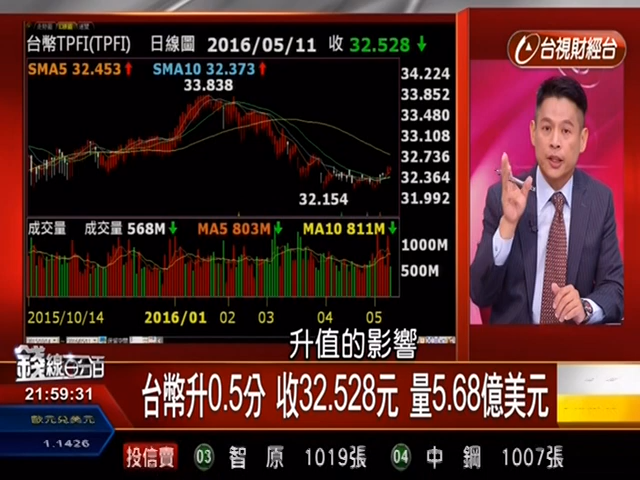 台幣TPFI(TPFI) 日線圖 2016/05/11 收 32.528
SMA5 32.453 SMA10 32.373
台視財經台
33.838
32.154
34.224
33.852
33.480
33.108
32.736
32.364
31.992
成交量 成交量 568M MA5 803M MA10 811M
1000M
500M
2015/10/14 2016/01 02 03 04 05
升值的影響
錢線百分百
21:59:31
台幣升0.5分 收32.528元 量5.68億美元
歐元兌美元
1.1426
投信賣 03 智原 1019張 04 中鋼 1007張